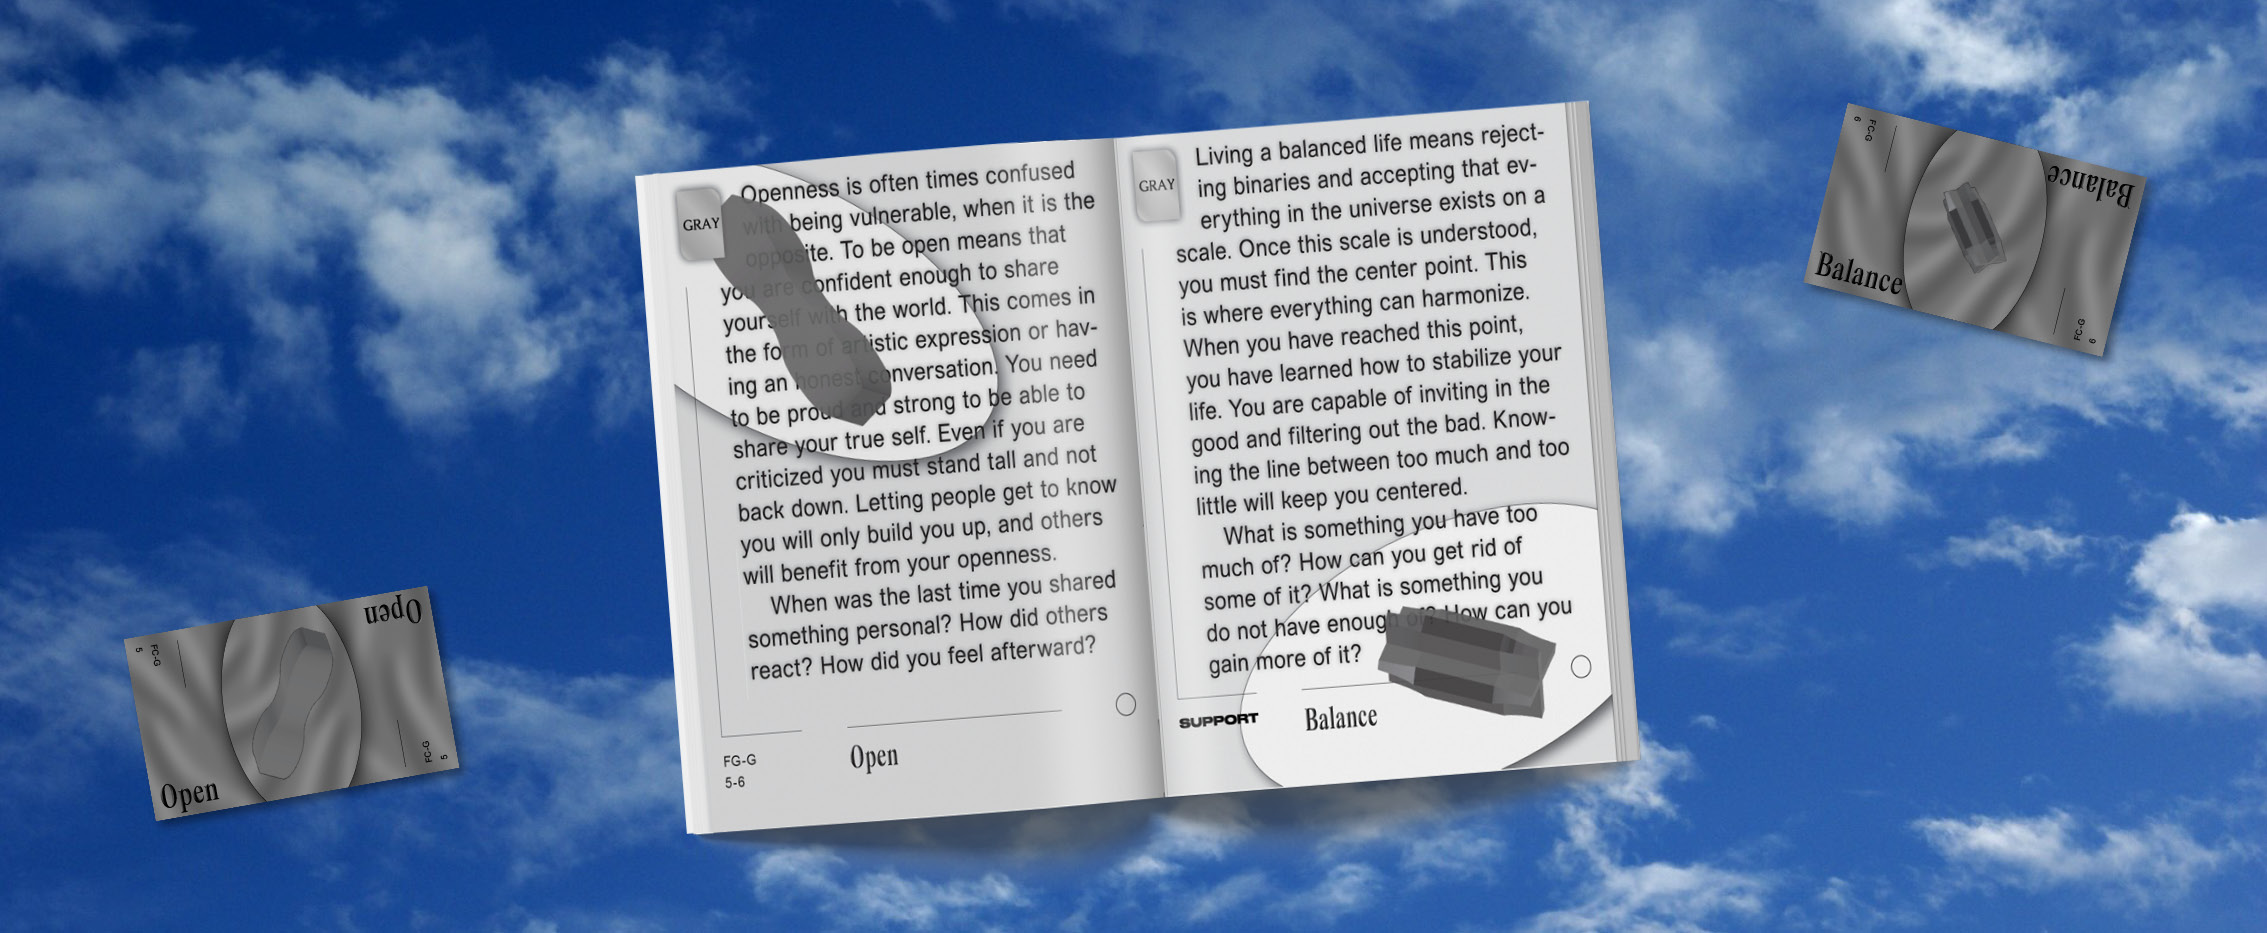 GRAY
Openness is often times confused
with being vulnerable, when it is the
opposite. To be open means that
you are confident enough to share
yourself with the world. This comes in
the form of artistic expression or hav-
ing an honest conversation. You need
to be proud and strong to be able to
share your true self. Even if you are
criticized you must stand tall and not
back down. Letting people get to know
you will only build you up, and others
will benefit from your openness.
When was the last time you shared
something personal? How did others
react? How did you feel afterward?
FG-G
5-6
Open
GRAY
Living a balanced life means reject-
ing binaries and accepting that ev-
erything in the universe exists on a
scale. Once this scale is understood,
you must find the center point. This
is where everything can harmonize.
When you have reached this point,
you have learned how to stabilize your
life. You are capable of inviting in the
good and filtering out the bad. Know-
ing the line between too much and too
little will keep you centered.
What is something you have too
much of? How can you get rid of
some of it? What is something you
do not have enough of? How can you
gain more of it?
SUPPORT
Balance
FC-G
5
Open
Open
FC-G
5
FC-G
6
Balance
Balance
FC-G
6